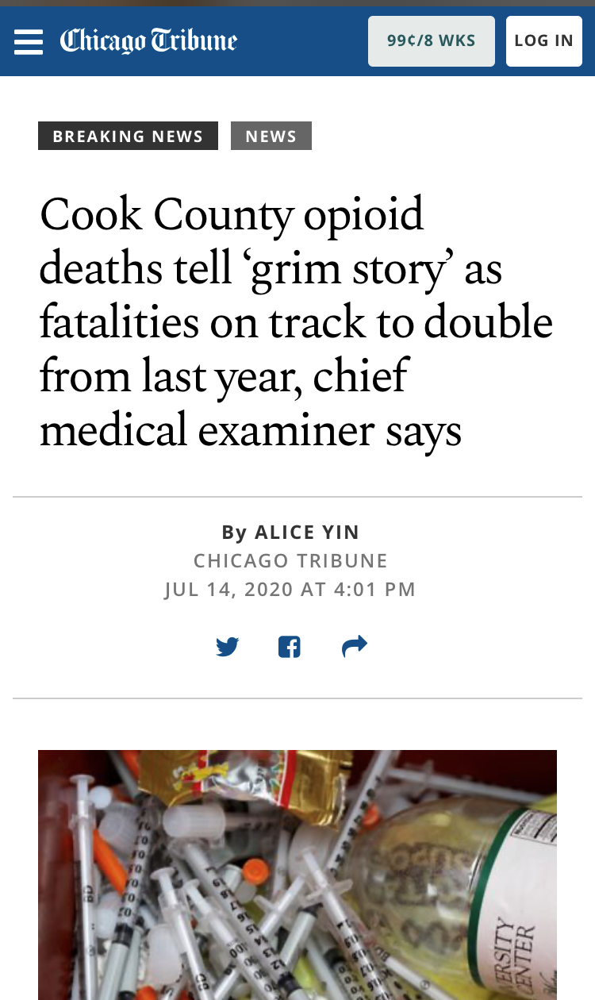 Chicago Tribune
99¢/8 WKS
LOG IN
BREAKING NEWS
NEWS
Cook County opioid
deaths tell ‘grim story’ as
fatalities on track to double
from last year, chief
medical examiner says
By ALICE YIN
CHICAGO TRIBUNE
JUL 14, 2020 AT 4:01 PM
BD
ERSITY
ENTER